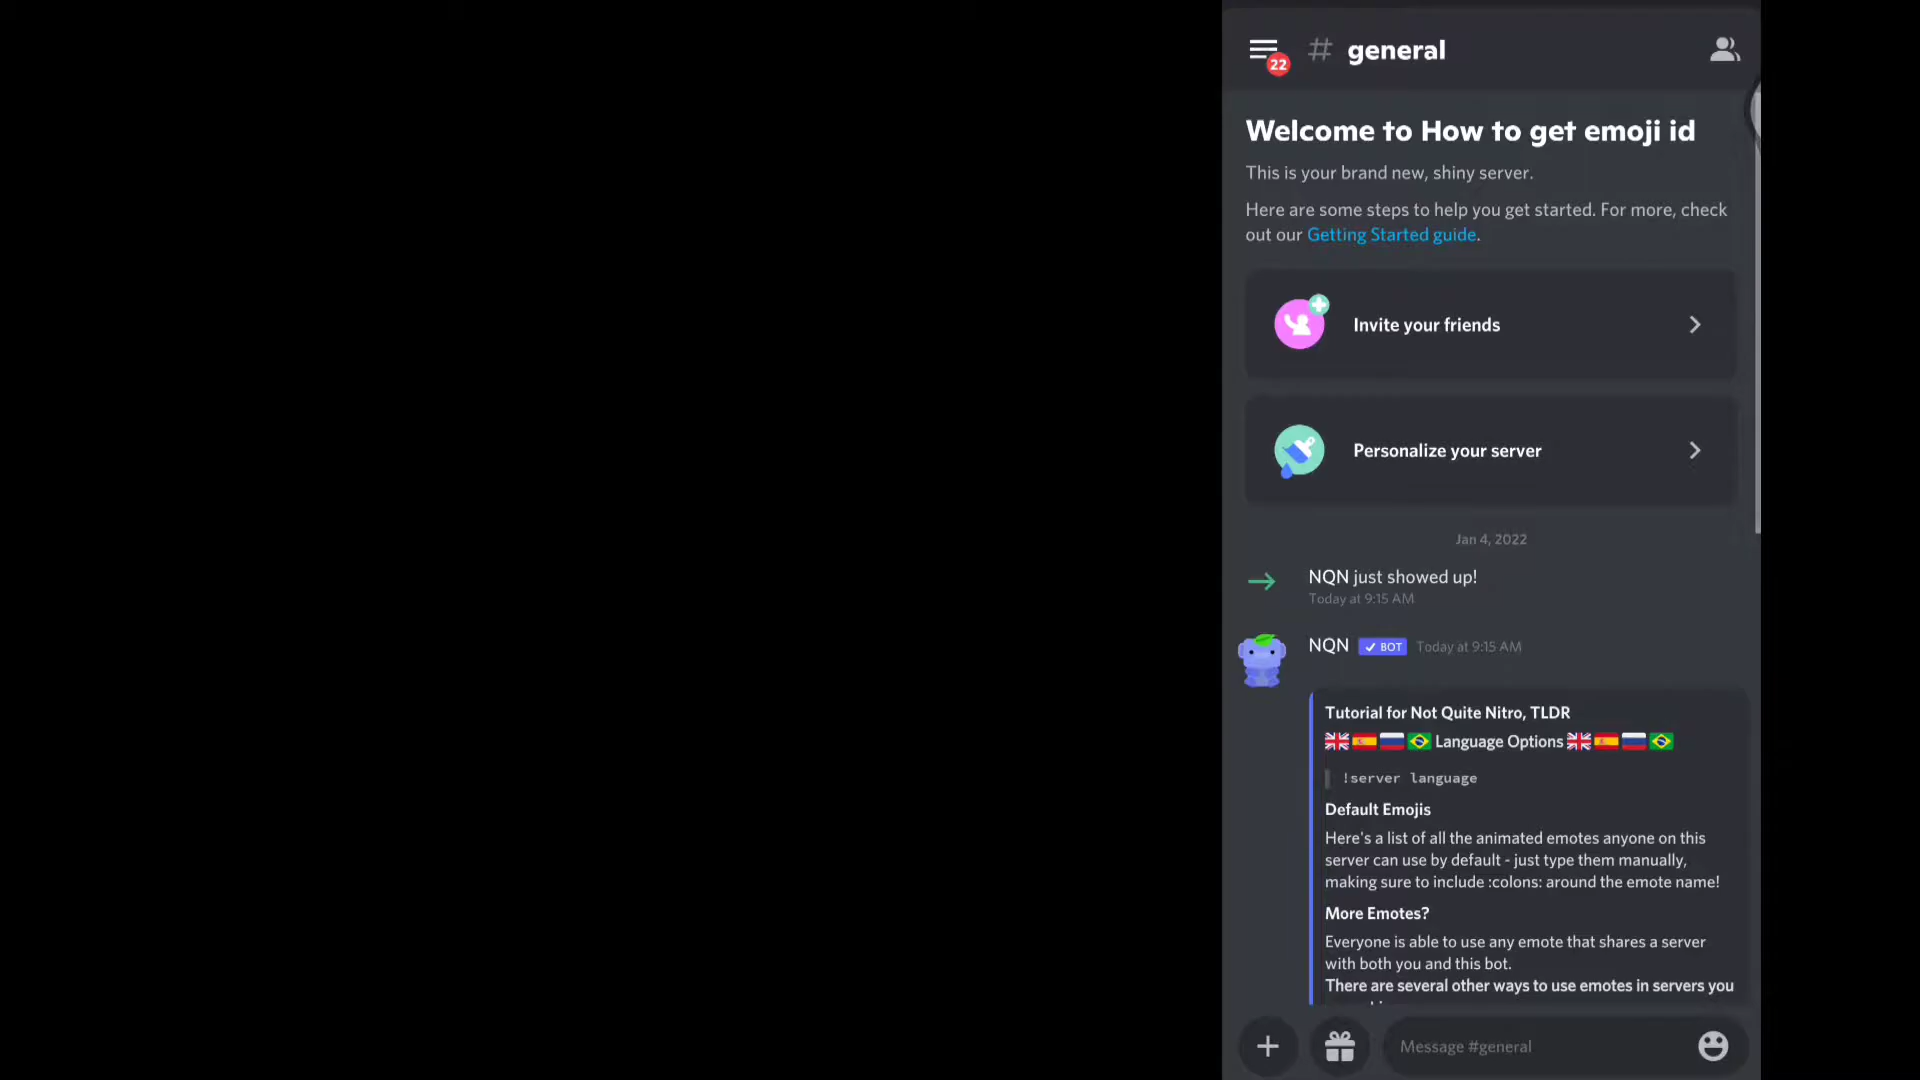 22
# general
Welcome to How to get emoji id
This is your brand new, shiny server.
Here are some steps to help you get started. For more, check
out our Getting Started guide.
Invite your friends
Personalize your server
Jan 4, 2022
NQN just showed up!
Today at 9:15 AM
NQN BOT Today at 9:15 AM
Tutorial for Not Quite Nitro, TLDR
Language Options
!server language
Default Emojis
Here's a list of all the animated emotes anyone on this
server can use by default - just type them manually,
making sure to include :colons: around the emote name!
More Emotes?
Everyone is able to use any emote that shares a server
with both you and this bot.
There are several other ways to use emotes in servers you
Message #general